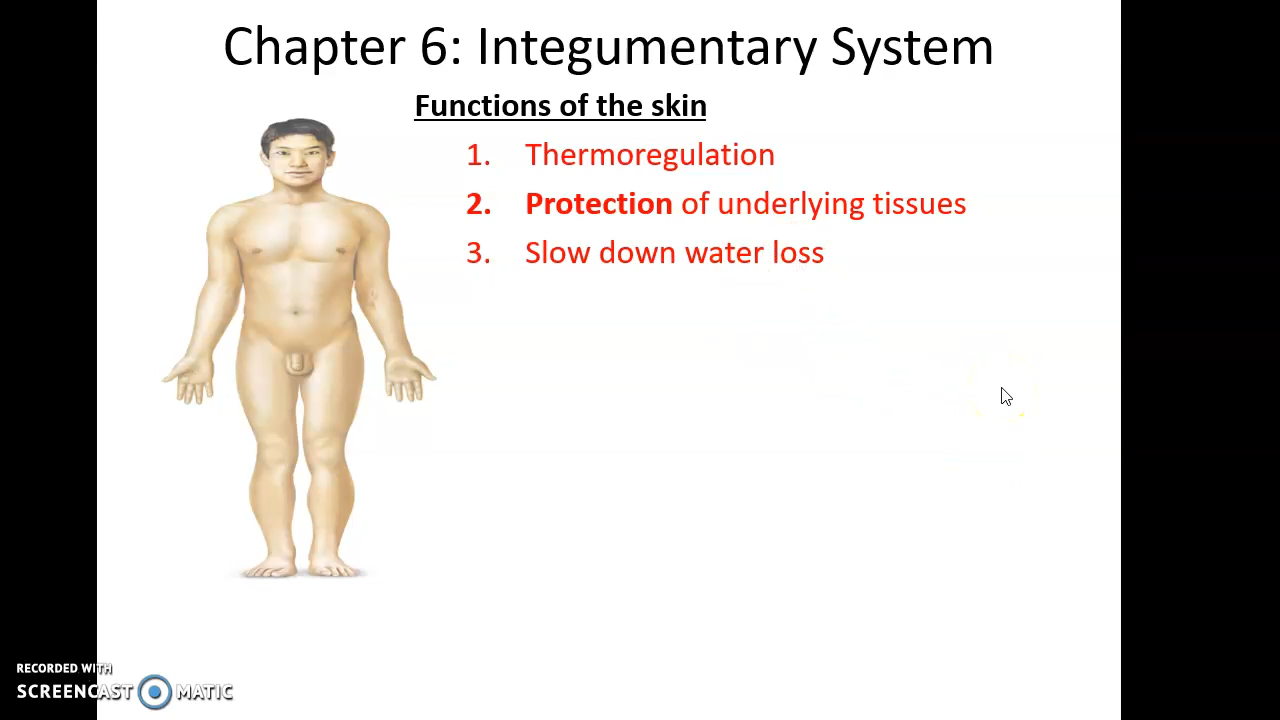 Chapter 6: Integumentary System
Functions of the skin
1. Thermoregulation
2. Protection of underlying tissues
3. Slow down water loss
RECORDED WITH
SCREENCAST MATIC